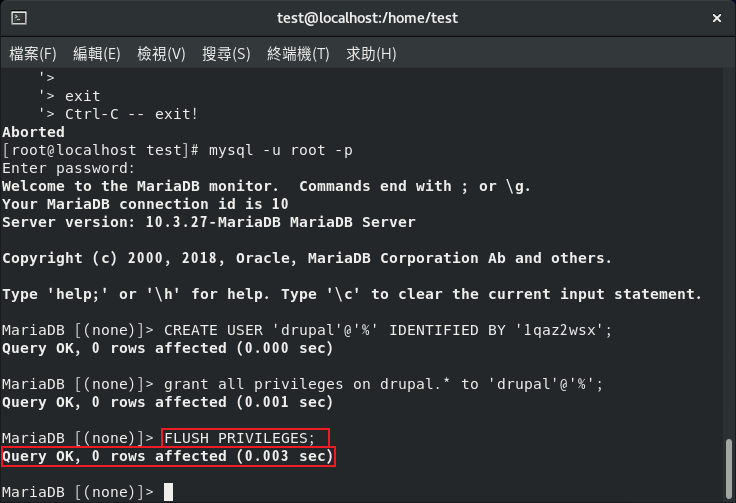 test@localhost:/home/test
檔案(F) 編輯(E) 檢視(V) 搜尋(S) 終端機(T) 求助(H)
'>
'> exit
'> Ctrl-C -- exit!
Aborted
[root@localhost test]# mysql -u root -p
Enter password:
Welcome to the MariaDB monitor.  Commands end with ; or \g.
Your MariaDB connection id is 10
Server version: 10.3.27-MariaDB MariaDB Server
Copyright (c) 2000, 2018, Oracle, MariaDB Corporation Ab and others.
Type 'help;' or '\h' for help. Type '\c' to clear the current input statement.
MariaDB [(none)]> CREATE USER 'drupal'@'%' IDENTIFIED BY '1qaz2wsx';
Query OK, 0 rows affected (0.000 sec)
MariaDB [(none)]> grant all privileges on drupal.* to 'drupal'@'%';
Query OK, 0 rows affected (0.001 sec)
MariaDB [(none)]> FLUSH PRIVILEGES;
Query OK, 0 rows affected (0.003 sec)
MariaDB [(none)]>